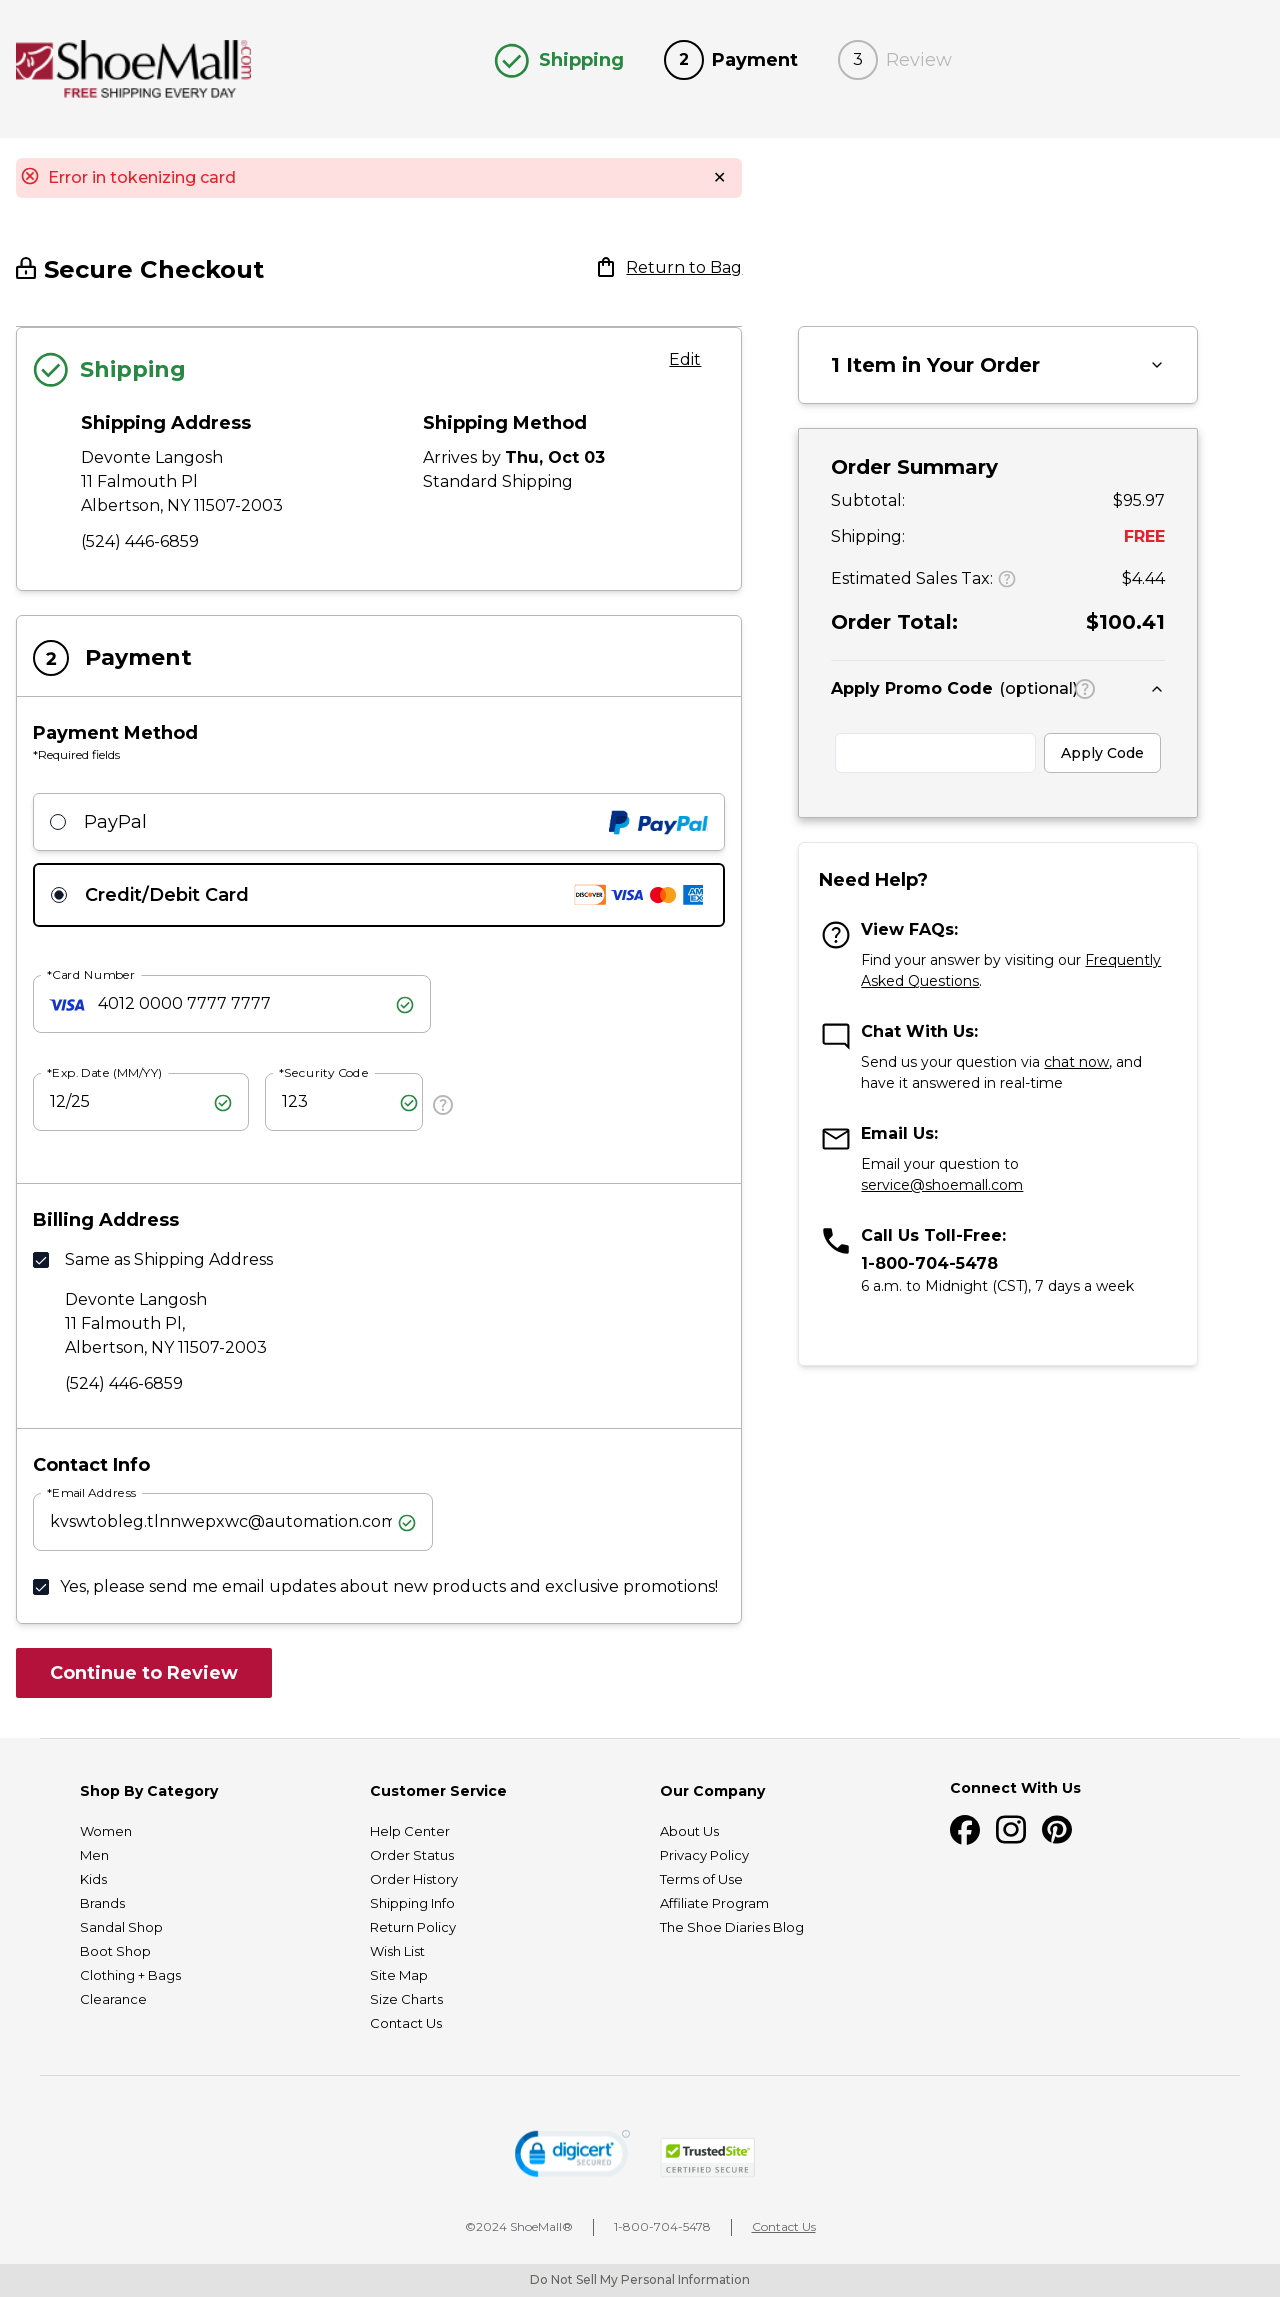 ShoeMall®.com
FREE SHIPPING EVERY DAY
Shipping
2 Payment
3 Review
Error in tokenizing card
Secure Checkout
Return to Bag
Shipping
Edit
Shipping Address
Devonte Langosh
11 Falmouth Pl
Albertson, NY 11507-2003
(524) 446-6859
Shipping Method
Arrives by Thu, Oct 03
Standard Shipping
2 Payment
Payment Method
*Required fields
PayPal
PayPal
Credit/Debit Card
DISCOVER VISA AMEX
*Card Number
VISA 4012 0000 7777 7777
*Exp. Date (MM/YY)
12/25
*Security Code
123
?
Billing Address
Same as Shipping Address
Devonte Langosh
11 Falmouth Pl,
Albertson, NY 11507-2003
(524) 446-6859
Contact Info
*Email Address
kvswtobleg.tlnnwepxwc@automation.com
Yes, please send me email updates about new products and exclusive promotions!
Continue to Review
1 Item in Your Order
Order Summary
Subtotal: $95.97
Shipping: FREE
Estimated Sales Tax: ? $4.44
Order Total: $100.41
Apply Promo Code (optional) ?
Apply Code
Need Help?
View FAQs:
Find your answer by visiting our Frequently
Asked Questions.
Chat With Us:
Send us your question via chat now, and
have it answered in real-time
Email Us:
Email your question to
service@shoemall.com
Call Us Toll-Free:
1-800-704-5478
6 a.m. to Midnight (CST), 7 days a week
Shop By Category
Women
Men
Kids
Brands
Sandal Shop
Boot Shop
Clothing + Bags
Clearance
Customer Service
Help Center
Order Status
Order History
Shipping Info
Return Policy
Wish List
Site Map
Size Charts
Contact Us
Our Company
About Us
Privacy Policy
Terms of Use
Affiliate Program
The Shoe Diaries Blog
Connect With Us
digicert
SECURED
TrustedSite
CERTIFIED SECURE
©2024 ShoeMall®
1-800-704-5478
Contact Us
Do Not Sell My Personal Information